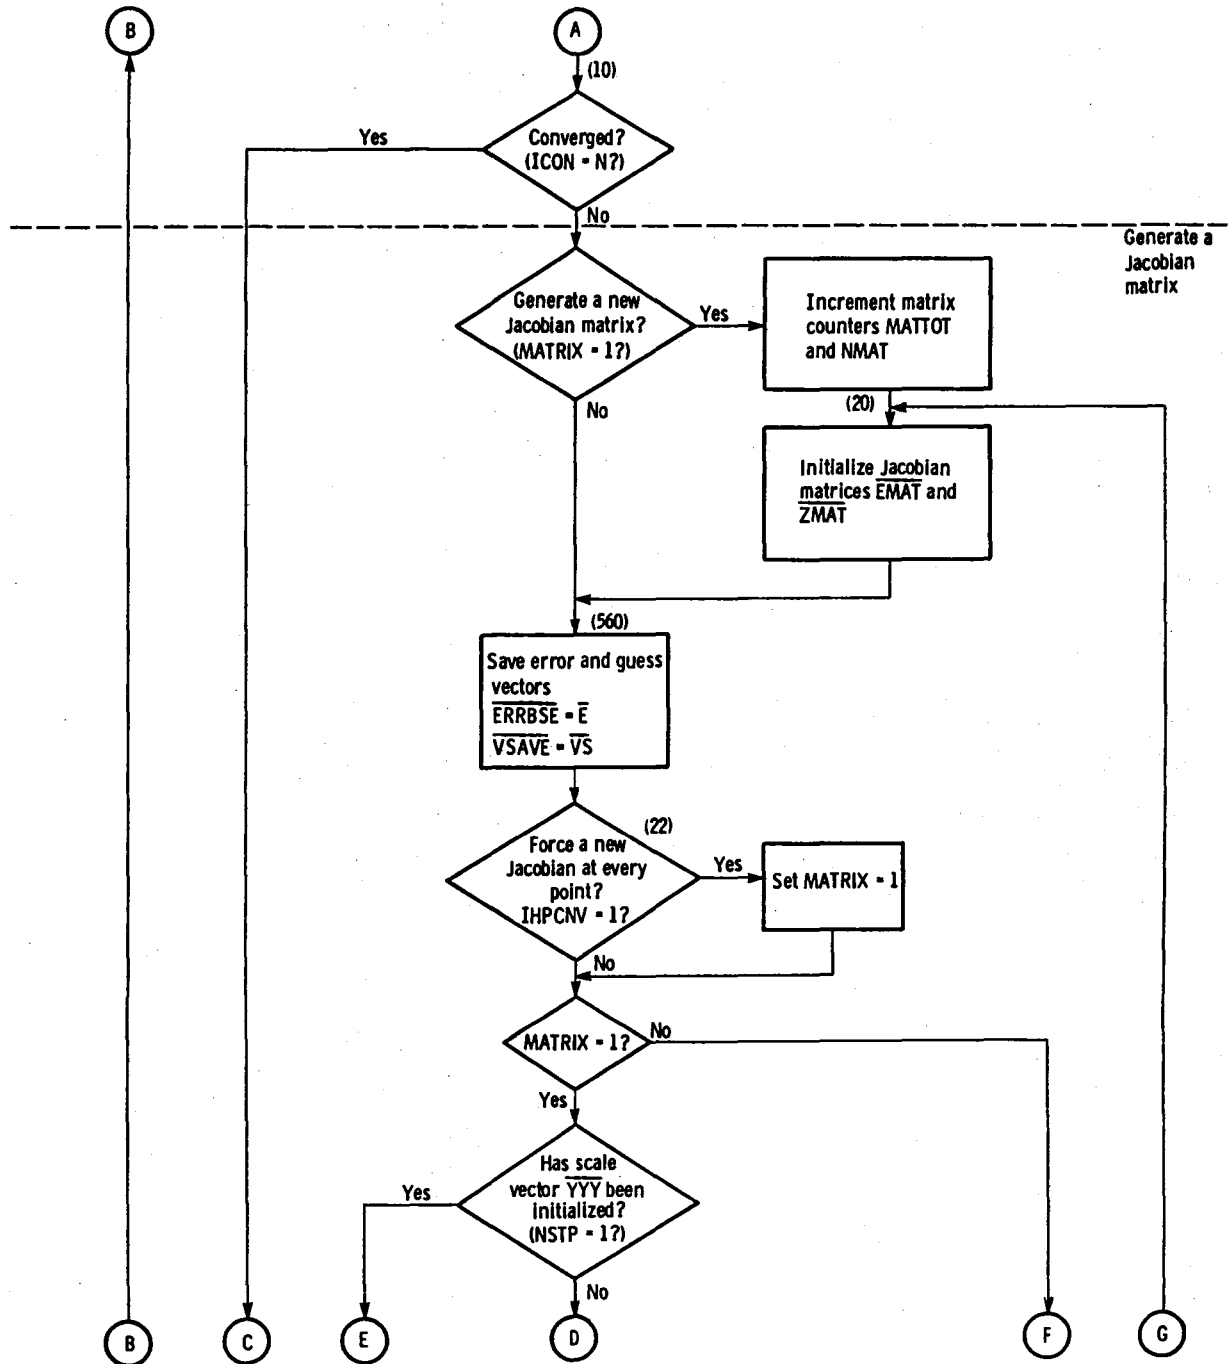 B
A
(10)
Yes
Converged?
(ICON = N?)
No
Generate a
Jacobian
matrix
Generate a new
Jacobian matrix?
(MATRIX = 1?)
Yes
Increment matrix
counters MATTOT
and NMAT
No
(20)
Initialize Jacobian
matrices EMAT and
ZMAT
(560)
Save error and guess
vectors
ERRBSE = E
VSAVE = VS
(22)
Force a new
Jacobian at every
point?
IHPCNV = 1?
Yes
Set MATRIX = 1
No
MATRIX = 1?
No
Yes
Has scale
vector YYY been
initialized?
(NSTP = 1?)
Yes
No
B
C
E
D
F
G